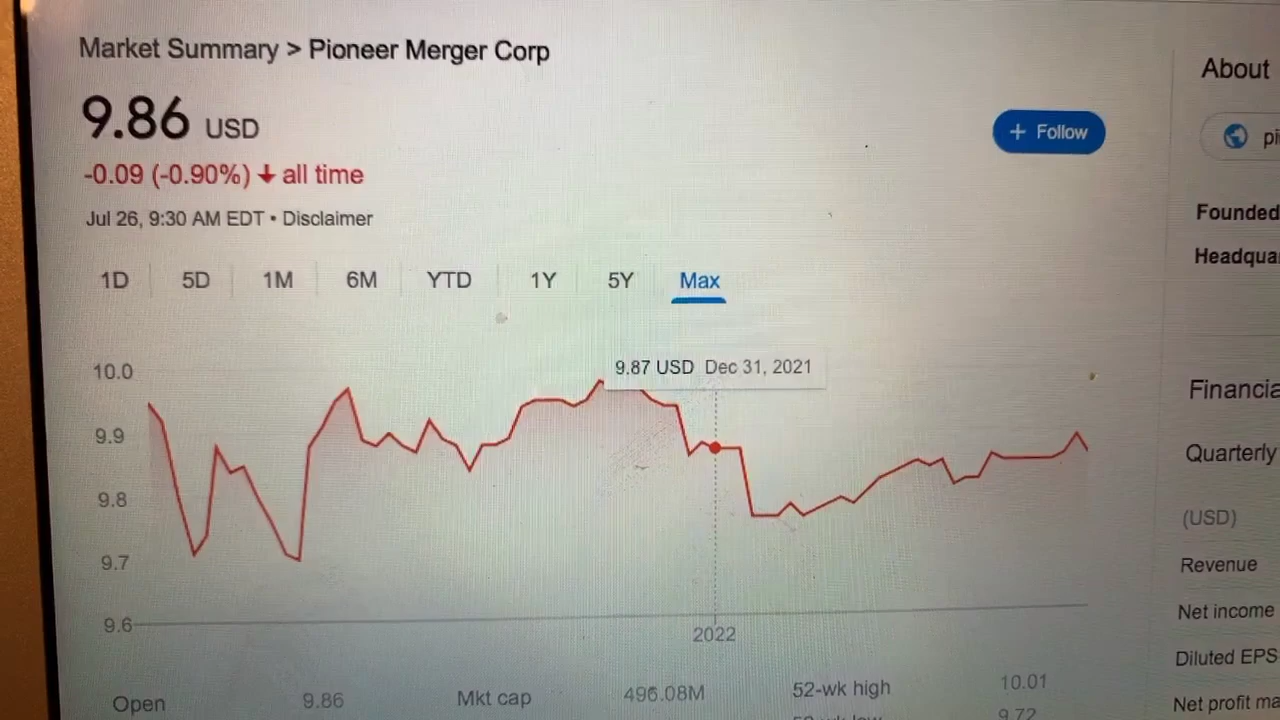 Market Summary > Pioneer Merger Corp
9.86 USD
-0.09 (-0.90%) ↓ all time
Jul 26, 9:30 AM EDT • Disclaimer
+ Follow
1D 5D 1M 6M YTD 1Y 5Y Max
9.87 USD Dec 31, 2021
10.0
9.9
9.8
9.7
9.6
2022
Open 9.86 Mkt cap 496.08M 52-wk high 10.01
9.72
About
pi
Founded
Headqua
Financia
Quarterly
(USD)
Revenue
Net income
Diluted EPS
Net profit ma